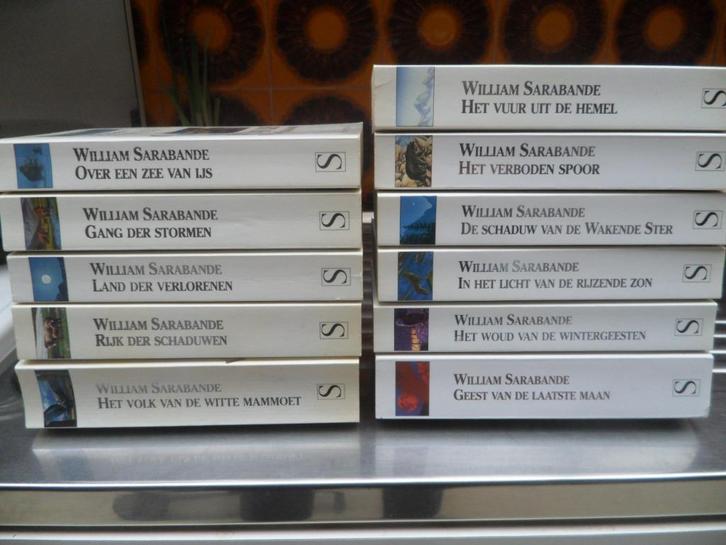 William Sarabande
Over een zee van ijs
S
William Sarabande
Gang der stormen
S
William Sarabande
Land der verlorenen
S
William Sarabande
Rijk der schaduwen
S
William Sarabande
Het volk van de witte mammoet
S
William Sarabande
Het vuur uit de hemel
S
William Sarabande
Het verboden spoor
S
William Sarabande
De schaduw van de Wakende Ster
S
William Sarabande
In het licht van de rijzende zon
S
William Sarabande
Het woud van de wintergeesten
S
William Sarabande
Geest van de laatste maan
S